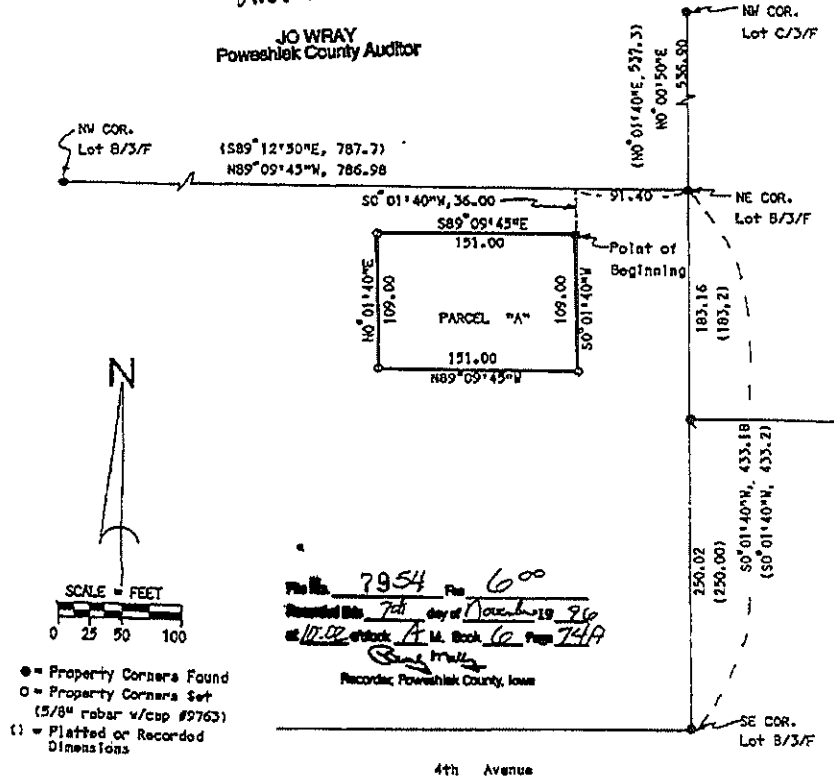 JO WRAY
Poweshiek County Auditor
NW COR.
Lot C/3/F
(N0°01'40"E, 537.3)
N0°00'50"E
536.90
NW COR.
Lot B/3/F
(S89°12'30"E, 787.7)
N89°09'45"W, 786.98
S0°01'40"W, 36.00
91.40
NE COR.
Lot B/3/F
S89°09'45"E
151.00
Point of
Beginning
N0°01'40"E
109.00
PARCEL "A"
109.00
S0°01'40"W
151.00
N89°09'45"W
183.16
(183.2)
N
S0°01'40"W, 433.18
(S0°01'40"W, 433.2)
250.02
(250.00)
SCALE = FEET
0 25 50 100
File No. 7954 Fee 6 00
Recorded this 7th day of November 19 96
at 10:02 o'clock A M. Book 6 Page 74A
Recorder, Poweshiek County, Iowa
● = Property Corners Found
○ = Property Corners Set
(5/8" rebar w/cap #9763)
() = Platted or Recorded
Dimensions
SE COR.
Lot B/3/F
4th Avenue